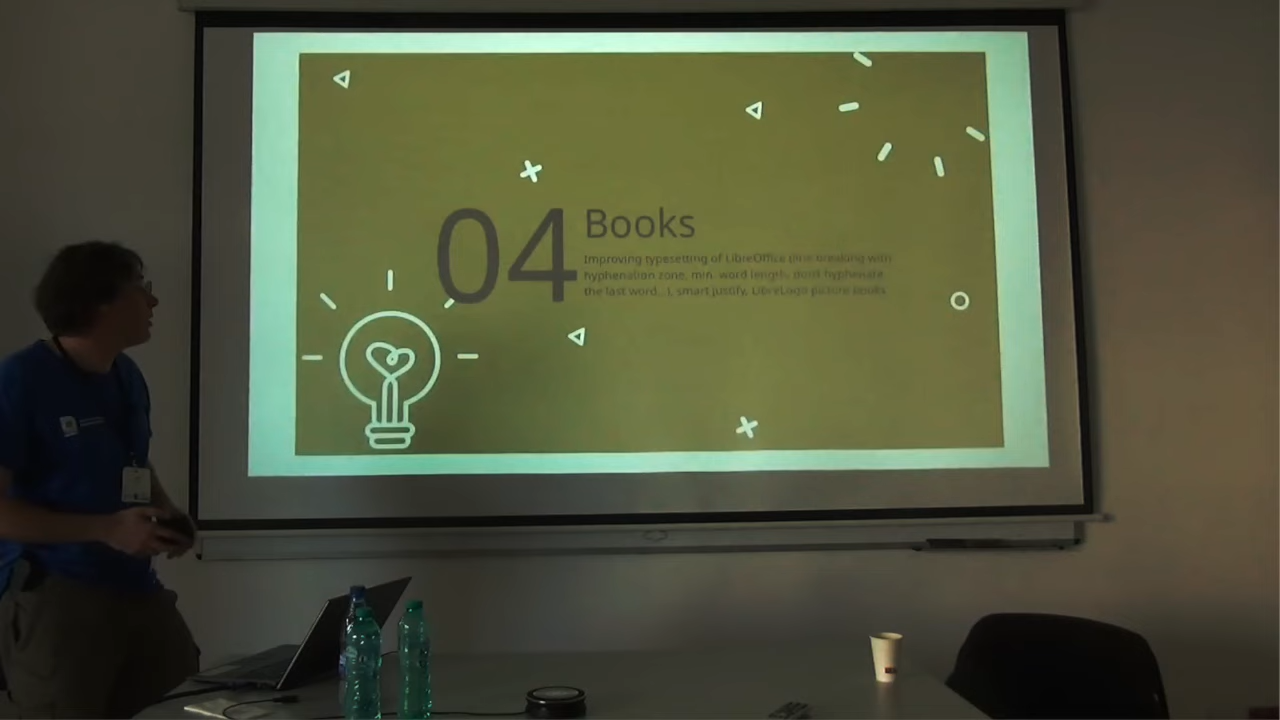 04
Books
Improving typesetting of LibreOffice (line breaking with
hyphenation zone, min. word length, don't hyphenate
the last word...), smart justify, LibreLogo picture books